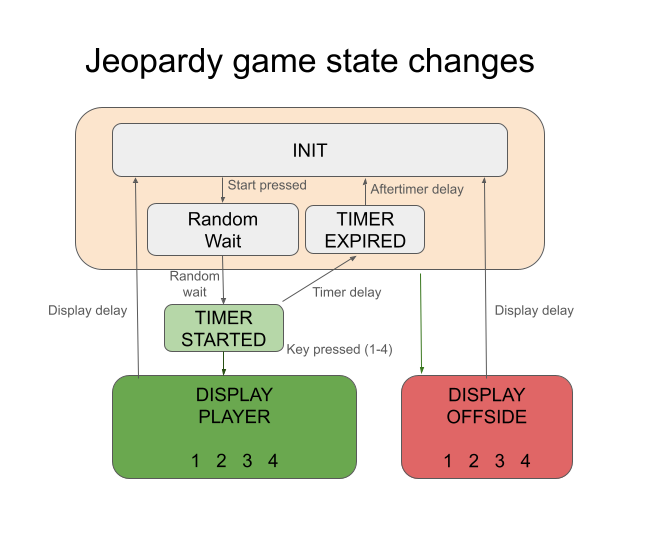 Jeopardy game state changes
INIT
Start pressed
Aftertimer delay
Random
Wait
TIMER
EXPIRED
Random
wait
Timer delay
Display delay
Display delay
TIMER
STARTED
Key pressed (1-4)
DISPLAY
PLAYER
1 2 3 4
DISPLAY
OFFSIDE
1 2 3 4